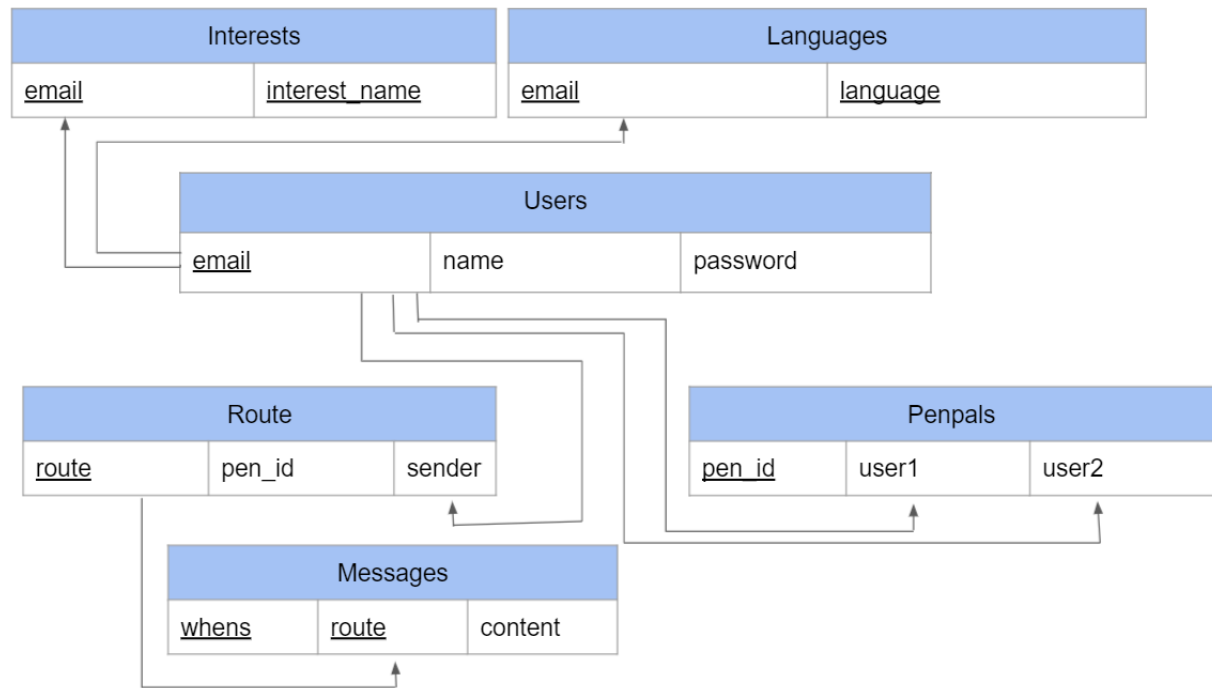 Interests
email interest_name
Languages
email language
Users
email name password
Route
route pen_id sender
Penpals
pen_id user1 user2
Messages
whens route content